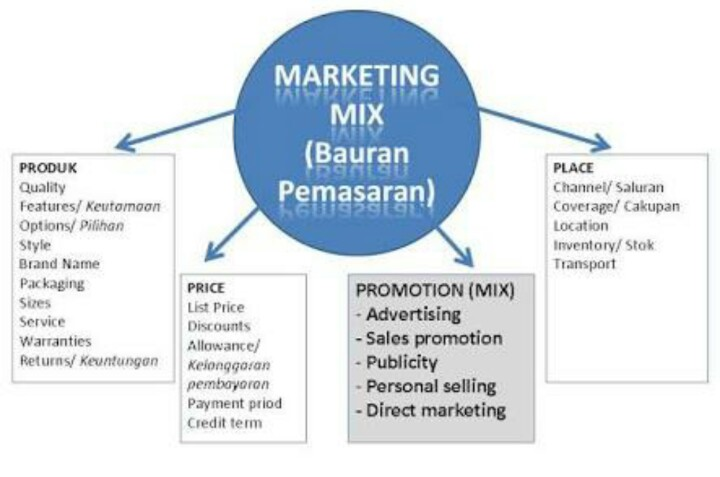 MARKETING
MIX
(Bauran
Pemasaran)
PRODUK
Quality
Features/ Keutamaan
Options/ Pilihan
Style
Brand Name
Packaging
Sizes
Service
Warranties
Returns/ Keuntungan
PRICE
List Price
Discounts
Allowance/
Kelonggaran
pembayaran
Payment priod
Credit term
PROMOTION (MIX)
- Advertising
- Sales promotion
- Publicity
- Personal selling
- Direct marketing
PLACE
Channel/ Saluran
Coverage/ Cakupan
Location
Inventory/ Stok
Transport